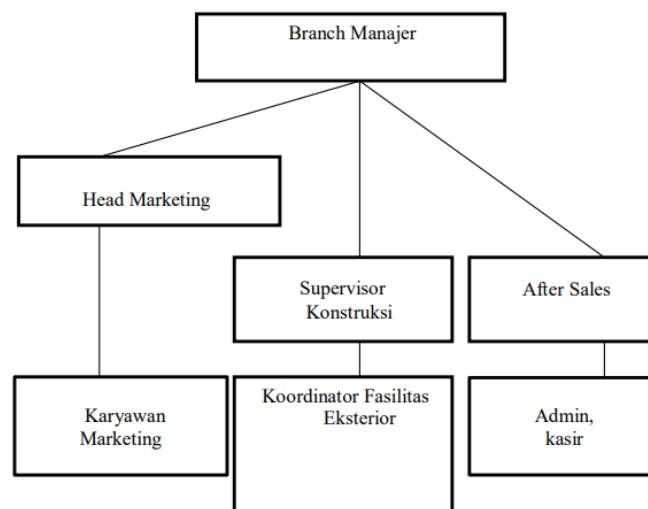 Branch Manajer
Head Marketing
Supervisor
Konstruksi
After Sales
Karyawan
Marketing
Koordinator Fasilitas
Eksterior
Admin,
kasir